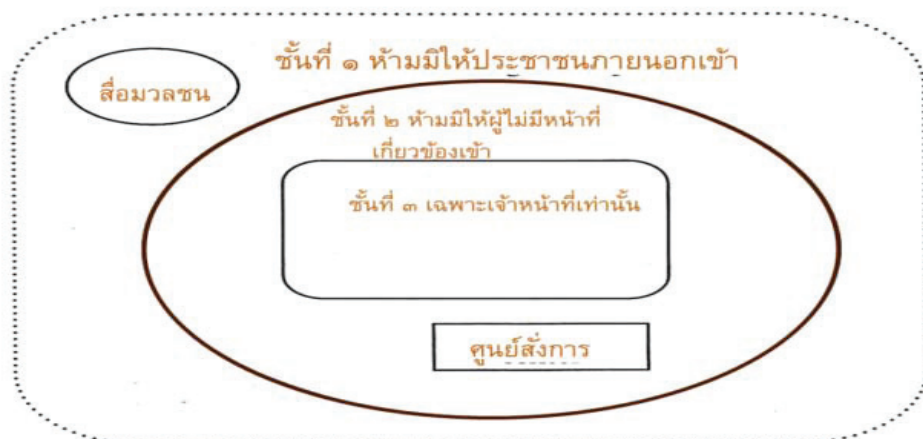 ชั้นที่ ๑ ห้ามมิให้ประชาชนภายนอกเข้า
สื่อมวลชน
ชั้นที่ ๒ ห้ามมิให้ผู้ไม่มีหน้าที่
เกี่ยวข้องเข้า
ชั้นที่ ๓ เฉพาะเจ้าหน้าที่เท่านั้น
ศูนย์สั่งการ